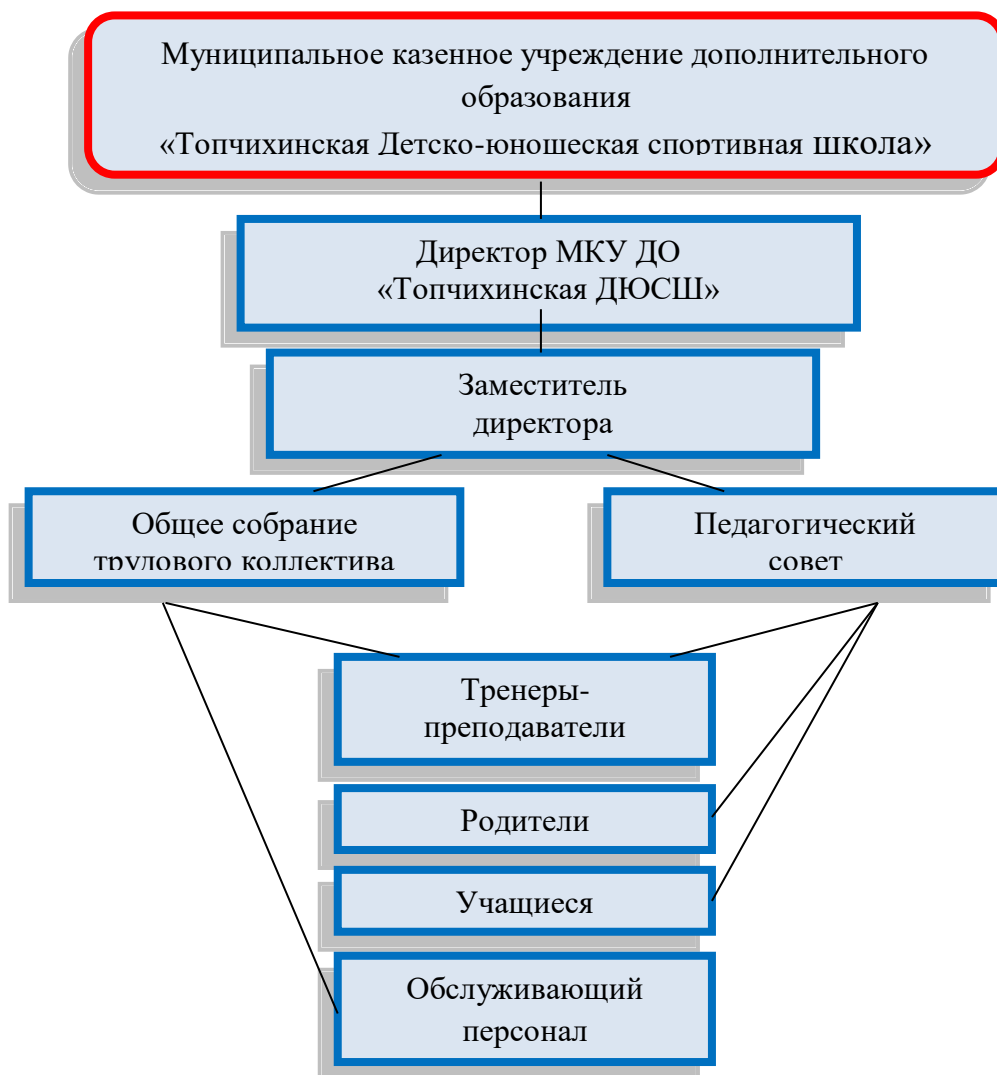 Муниципальное казенное учреждение дополнительного
образования
«Топчихинская Детско-юношеская спортивная школа»
Директор МКУ ДО
«Топчихинская ДЮСШ»
Заместитель
директора
Общее собрание
трудового коллектива
Педагогический
совет
Тренеры-
преподаватели
Родители
Учащиеся
Обслуживающий
персонал